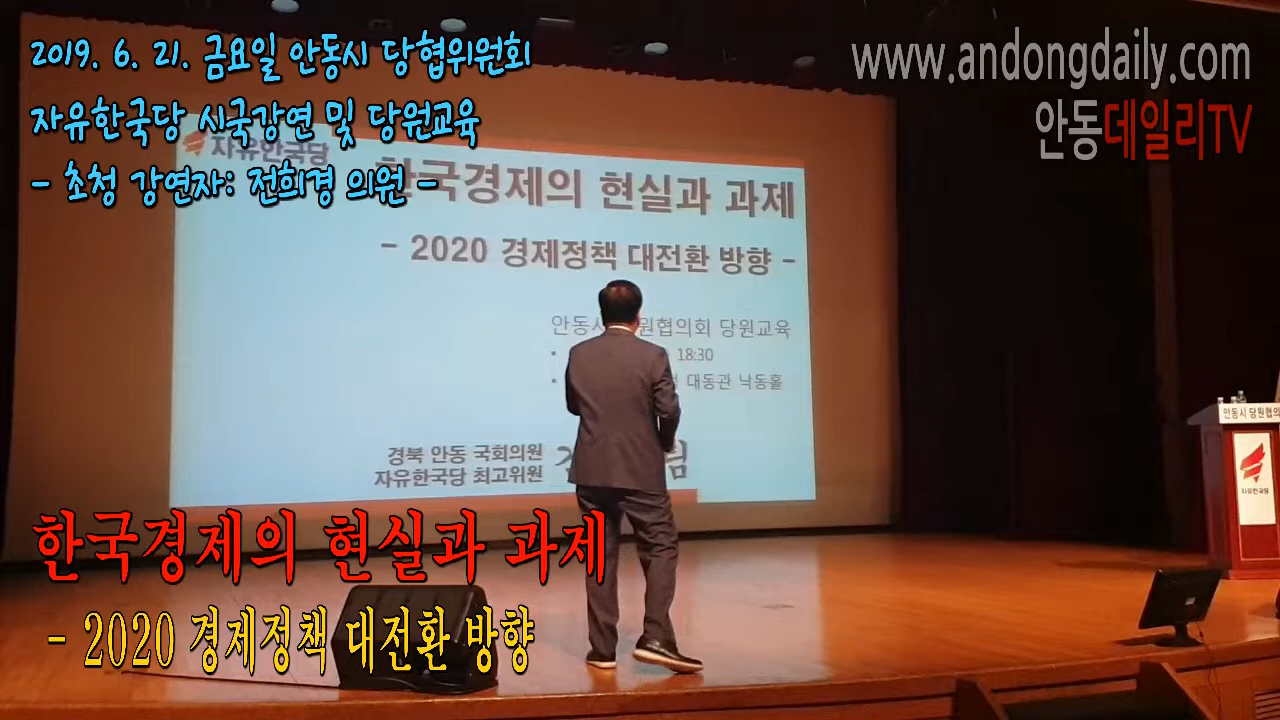 2019. 6. 21. 금요일 안동시 당협위원회
자유한국당 시국강연 및 당원교육
- 초청 강연자: 전희경 의원 -
www.andongdaily.com
안동데일리TV
자유한국당
한국경제의 현실과 과제
- 2020 경제정책 대전환 방향 -
당원교육
18:30
대동관 낙동홀
경북 안동 국회의원
자유한국당 최고위원
안동시 당원협의
자유한국당
한국경제의 현실과 과제
- 2020 경제정책 대전환 방향